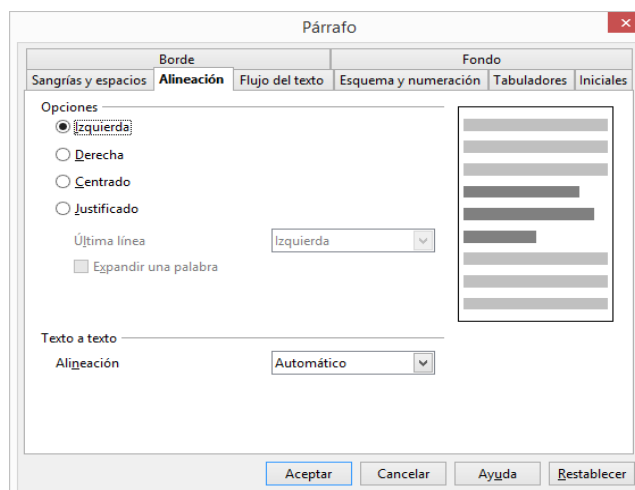 Párrafo
Borde Fondo
Sangrías y espacios Alineación Flujo del texto Esquema y numeración Tabuladores Iniciales
Opciones
Izquierda
Derecha
Centrado
Justificado
Última línea Izquierda
Expandir una palabra
Texto a texto
Alineación Automático
Aceptar Cancelar Ayuda Restablecer